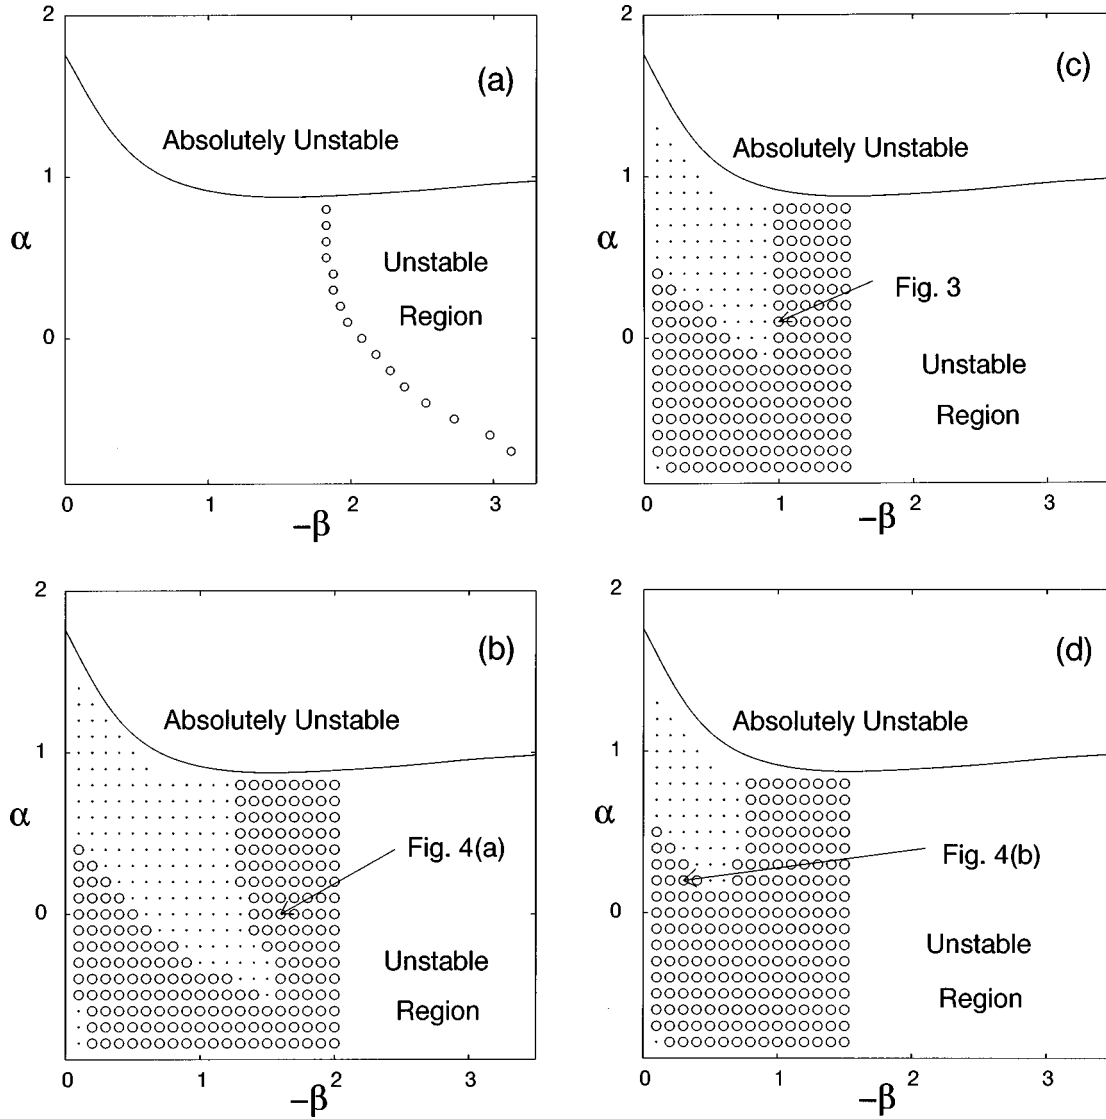 2
(a)
Absolutely Unstable
1
α
Unstable
Region
0
0 1 2 3
−β
(c)
2
Absolutely Unstable
1
α
Fig. 3
0
Unstable
Region
0 1 2 3
−β
2
(b)
Absolutely Unstable
1
α
Fig. 4(a)
0
Unstable
Region
0 1 2 3
−β
2
(d)
Absolutely Unstable
1
α
Fig. 4(b)
0
Unstable
Region
0 1 2 3
−β